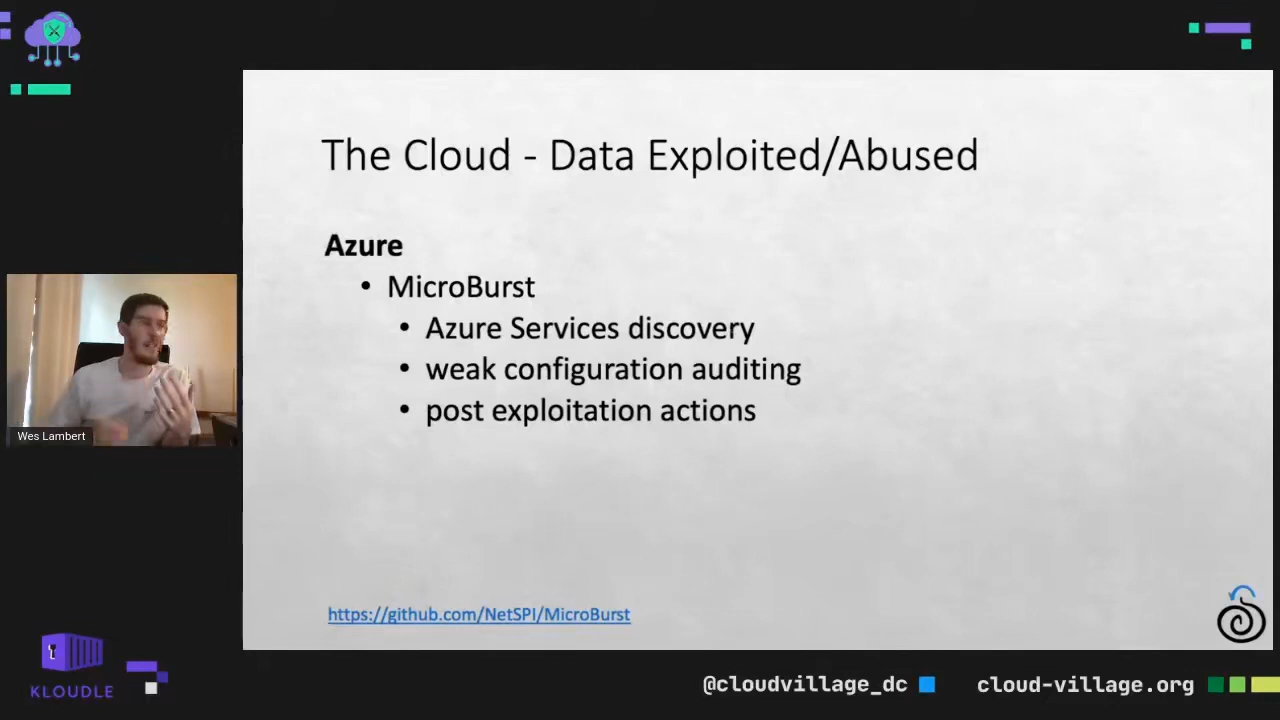 The Cloud - Data Exploited/Abused
Azure
• MicroBurst
• Azure Services discovery
• weak configuration auditing
• post exploitation actions
Wes Lambert
https://github.com/NetSPI/MicroBurst
KLOUDLE
@cloudvillage_dc
cloud-village.org